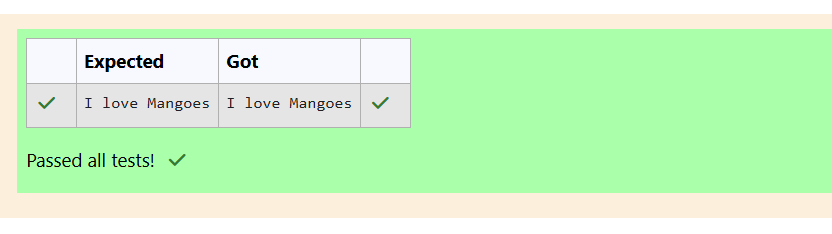 Expected Got
I love Mangoes I love Mangoes
Passed all tests!